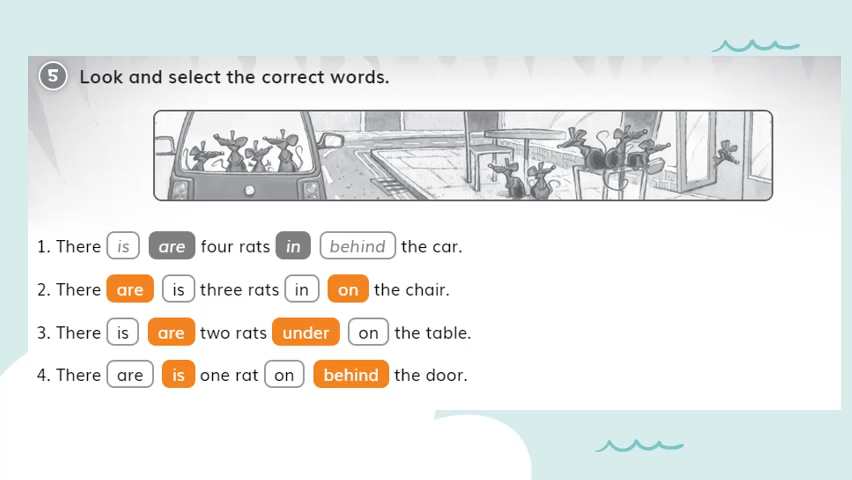 5 Look and select the correct words.
1. There is are four rats in behind the car.
2. There are is three rats in on the chair.
3. There is are two rats under on the table.
4. There are is one rat on behind the door.